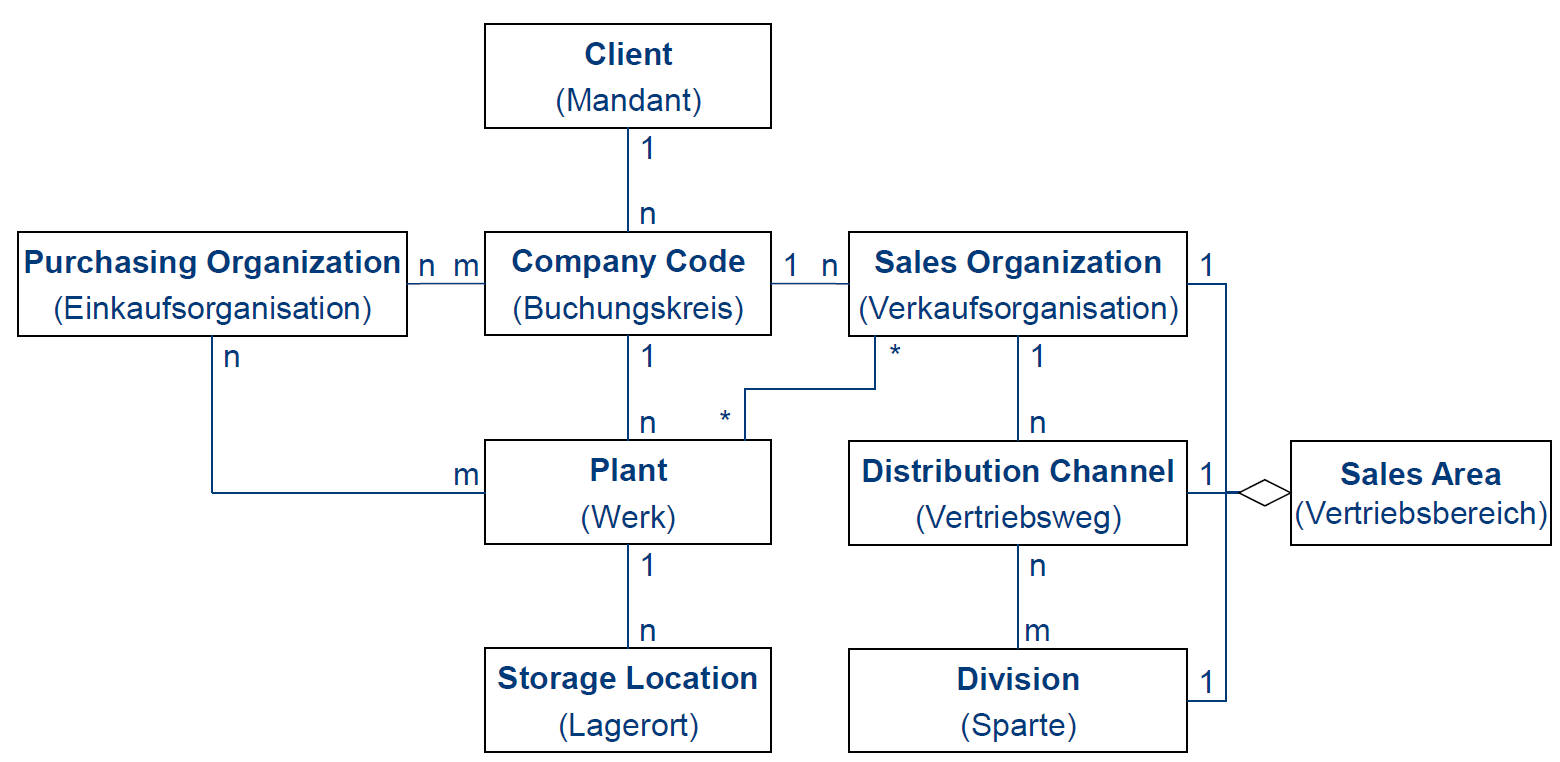 Client
(Mandant)
1
n
Purchasing Organization
(Einkaufsorganisation)
n m
Company Code
(Buchungskreis)
1 n
Sales Organization
(Verkaufsorganisation)
1
n
1
*
1
*
n
n
m
Plant
(Werk)
Distribution Channel
(Vertriebsweg)
1
Sales Area
(Vertriebsbereich)
1
n
n
m
Storage Location
(Lagerort)
Division
(Sparte)
1